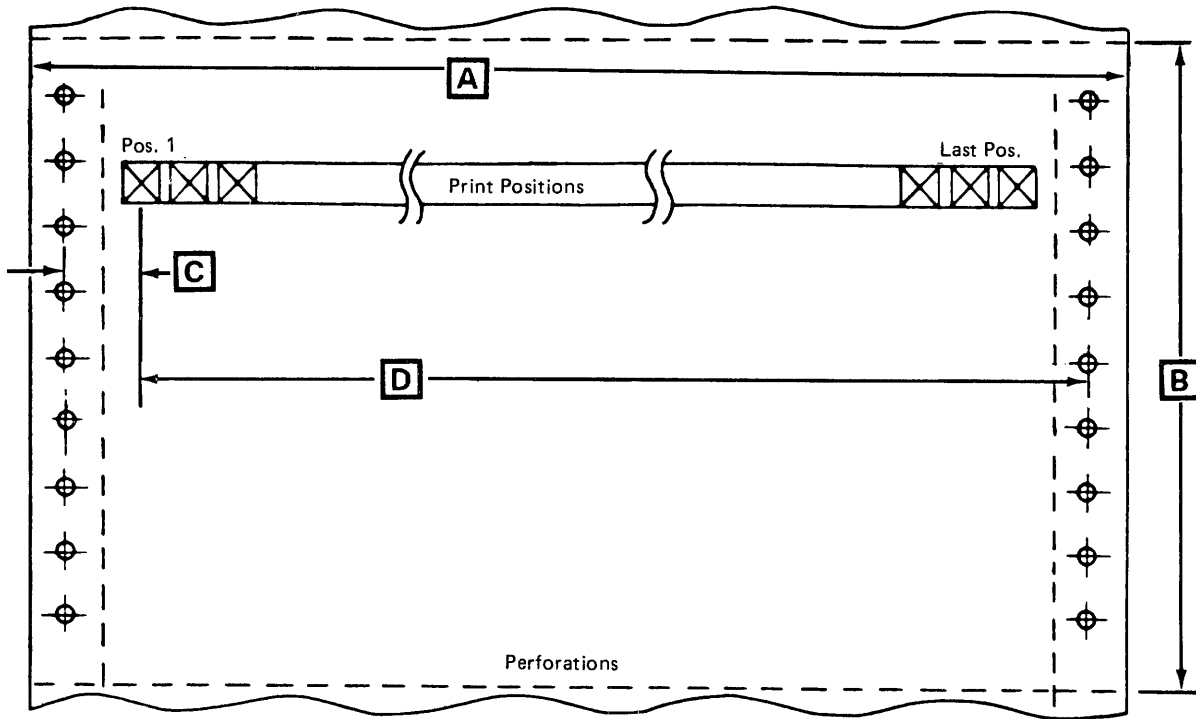 A
Pos. 1
Last Pos.
Print Positions
C
D
B
Perforations